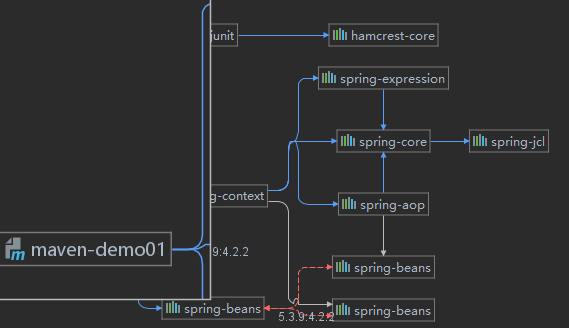 junit
hamcrest-core
spring-expression
spring-core
spring-jcl
g-context
spring-aop
maven-demo01
9:4.2.2
spring-beans
spring-beans
spring-beans
5.3.9:4.2.2